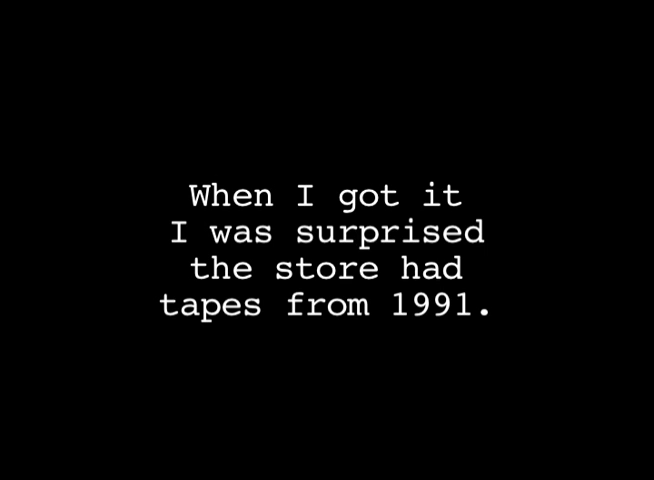 When I got it
I was surprised
the store had
tapes from 1991.